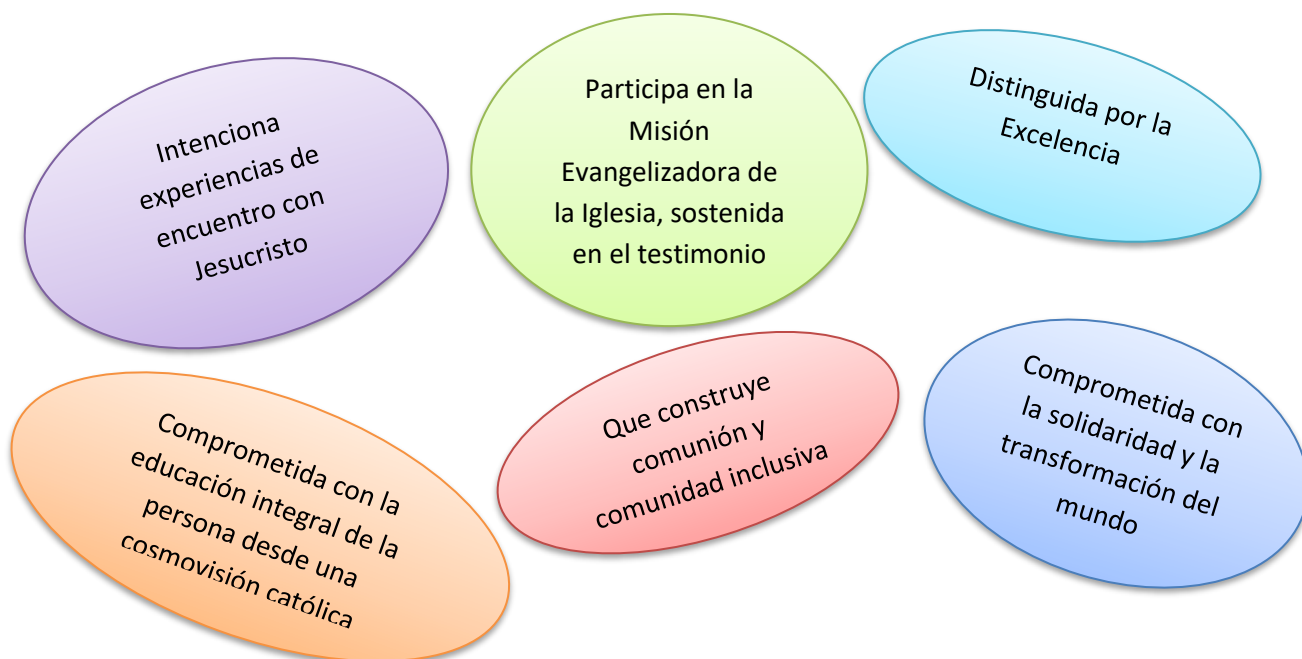 Intenciona
experiencias de
encuentro con
Jesucristo
Participa en la
Misión
Evangelizadora de
la Iglesia, sostenida
en el testimonio
Distinguida por la
Excelencia
Comprometida con la
educación integral de la
persona desde una
cosmovisión católica
Que construye
comunión y
comunidad inclusiva
Comprometida con
la solidaridad y la
transformación del
mundo